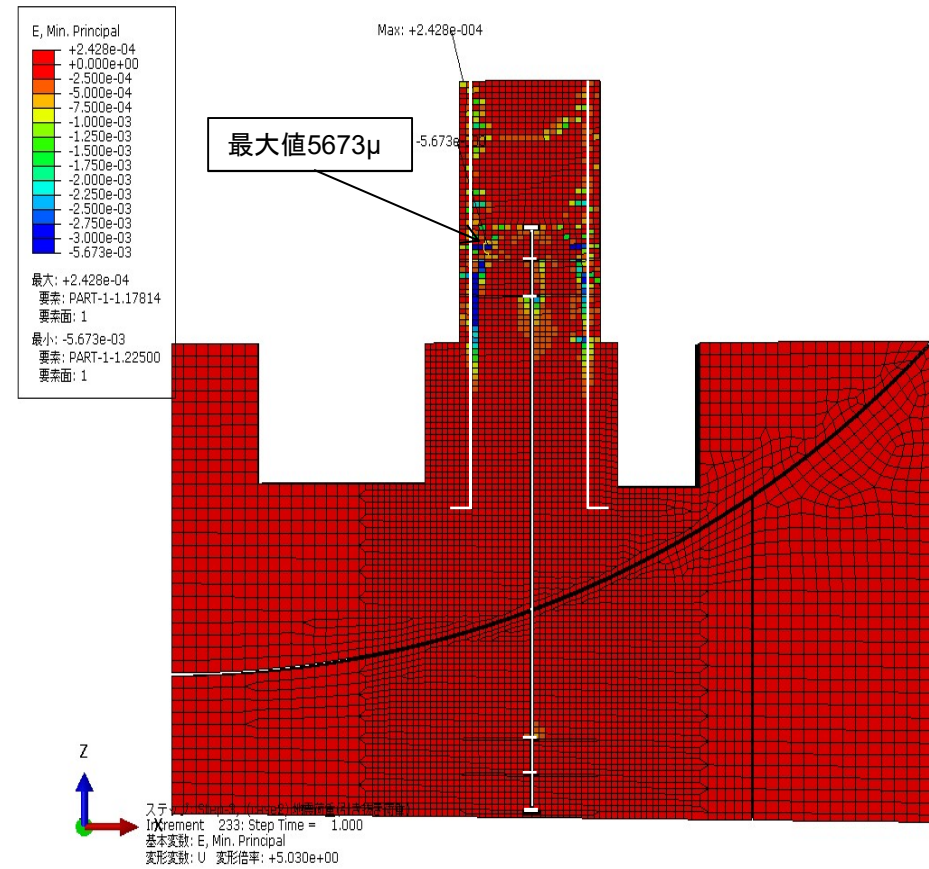 E, Min. Principal
+2.428e-04
+0.000e+00
-2.500e-04
-5.000e-04
-7.500e-04
-1.000e-03
-1.250e-03
-1.500e-03
-1.750e-03
-2.000e-03
-2.250e-03
-2.500e-03
-2.750e-03
-3.000e-03
-5.673e-03
最大: +2.428e-04
要素: PART-1-1.17814
要素面: 1
最小: -5.673e-03
要素: PART-1-1.22500
要素面: 1
Max: +2.428e-004
最大値5673μ
-5.673e
Z
X
Increment 233: Step Time = 1.000
基本変数: E, Min. Principal
変形変数: U 変形倍率: +5.030e+00